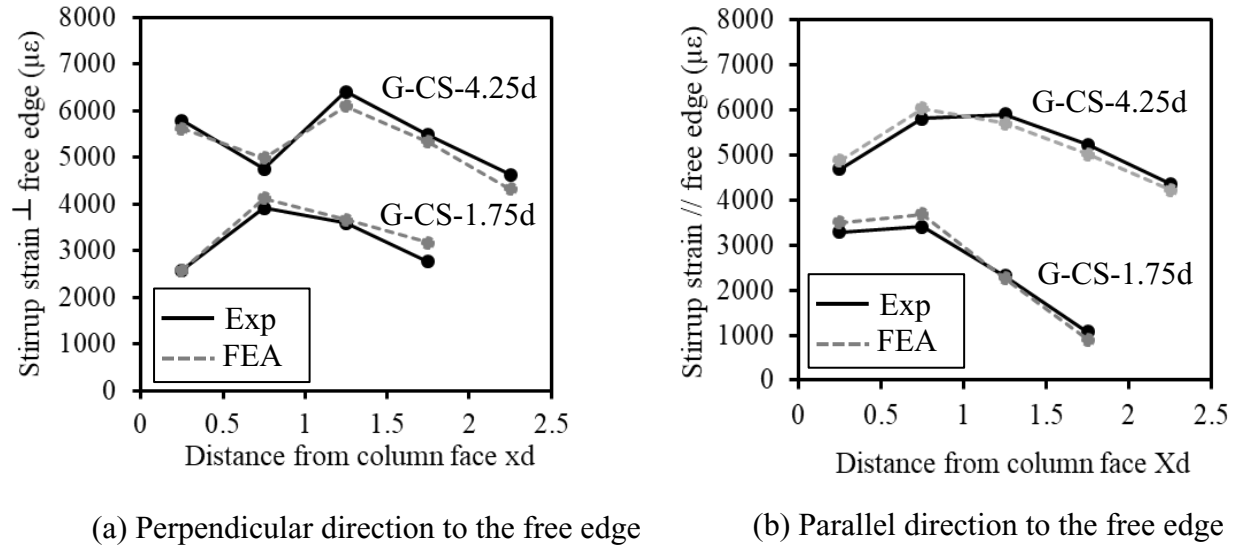 Stirrup strain ⊥ free edge (με)
8000
7000
6000
5000
4000
3000
2000
1000
0
G-CS-4.25d
G-CS-1.75d
Exp
FEA
0 0.5 1 1.5 2 2.5
Distance from column face xd
(a) Perpendicular direction to the free edge
Stirrup strain // free edge (με)
8000
7000
6000
5000
4000
3000
2000
1000
0
G-CS-4.25d
G-CS-1.75d
Exp
FEA
0 0.5 1 1.5 2 2.5
Distance from column face Xd
(b) Parallel direction to the free edge